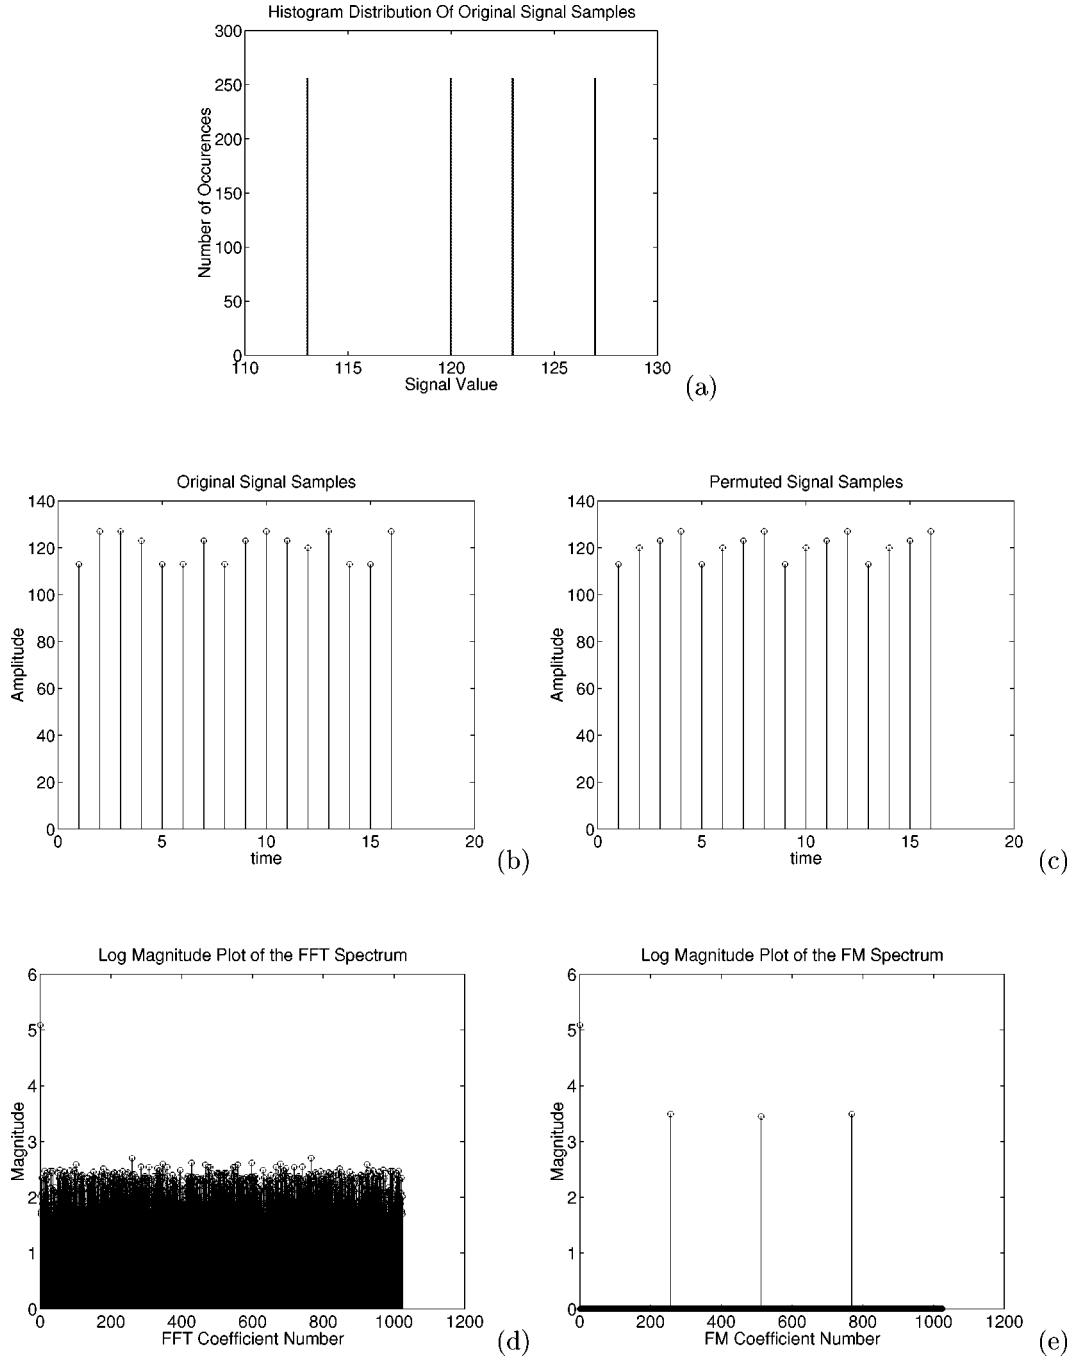 Histogram Distribution Of Original Signal Samples
300
250
200
150
100
50
0
Number of Occurences
110 115 120 125 130
Signal Value
(a)
Original Signal Samples
140
120
100
80
60
40
20
0
Amplitude
0 5 10 15 20
time
(b)
Permuted Signal Samples
140
120
100
80
60
40
20
0
Amplitude
0 5 10 15 20
time
(c)
Log Magnitude Plot of the FFT Spectrum
6
5
4
3
2
1
0
Magnitude
0 200 400 600 800 1000 1200
FFT Coefficient Number
(d)
Log Magnitude Plot of the FM Spectrum
6
5
4
3
2
1
0
Magnitude
0 200 400 600 800 1000 1200
FM Coefficient Number
(e)